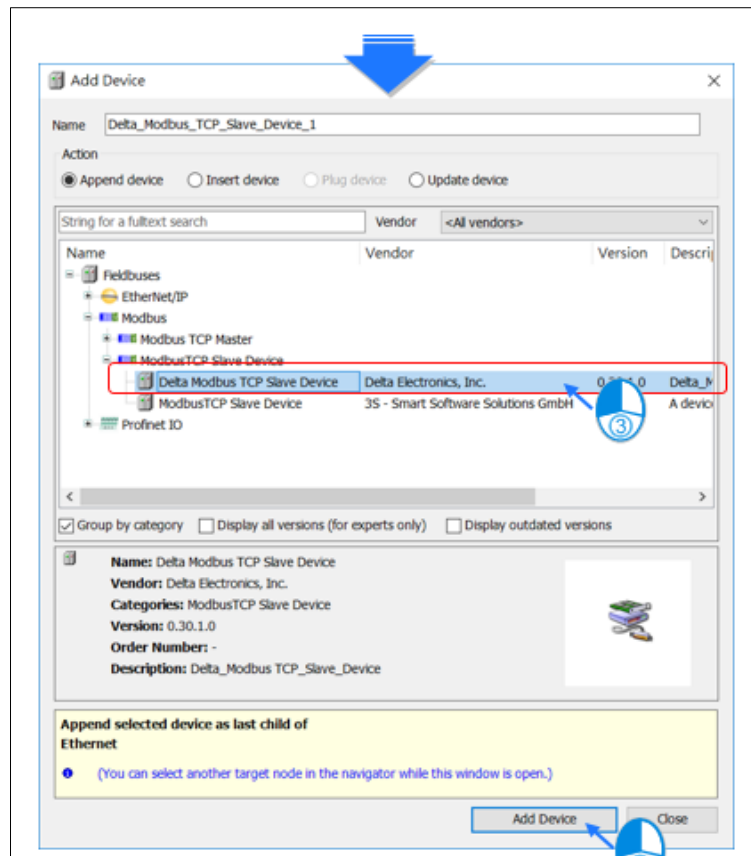 Add Device
Name Delta_Modbus_TCP_Slave_Device_1
Action
Append device Insert device Plug device Update device
String for a fulltext search Vendor <All vendors>
Name Vendor Version Descrip
Fieldbuses
EtherNet/IP
Modbus
Modbus TCP Master
ModbusTCP Slave Device
Delta Modbus TCP Slave Device Delta Electronics, Inc. Delta_M
ModbusTCP Slave Device 3S - Smart Software Solutions GmbH A device
③
Profinet IO
Group by category Display all versions (for experts only) Display outdated versions
Name: Delta Modbus TCP Slave Device
Vendor: Delta Electronics, Inc.
Categories: ModbusTCP Slave Device
Version: 0.30.1.0
Order Number: -
Description: Delta_Modbus TCP_Slave_Device
Append selected device as last child of
Ethernet
(You can select another target node in the navigator while this window is open.)
Add Device Close